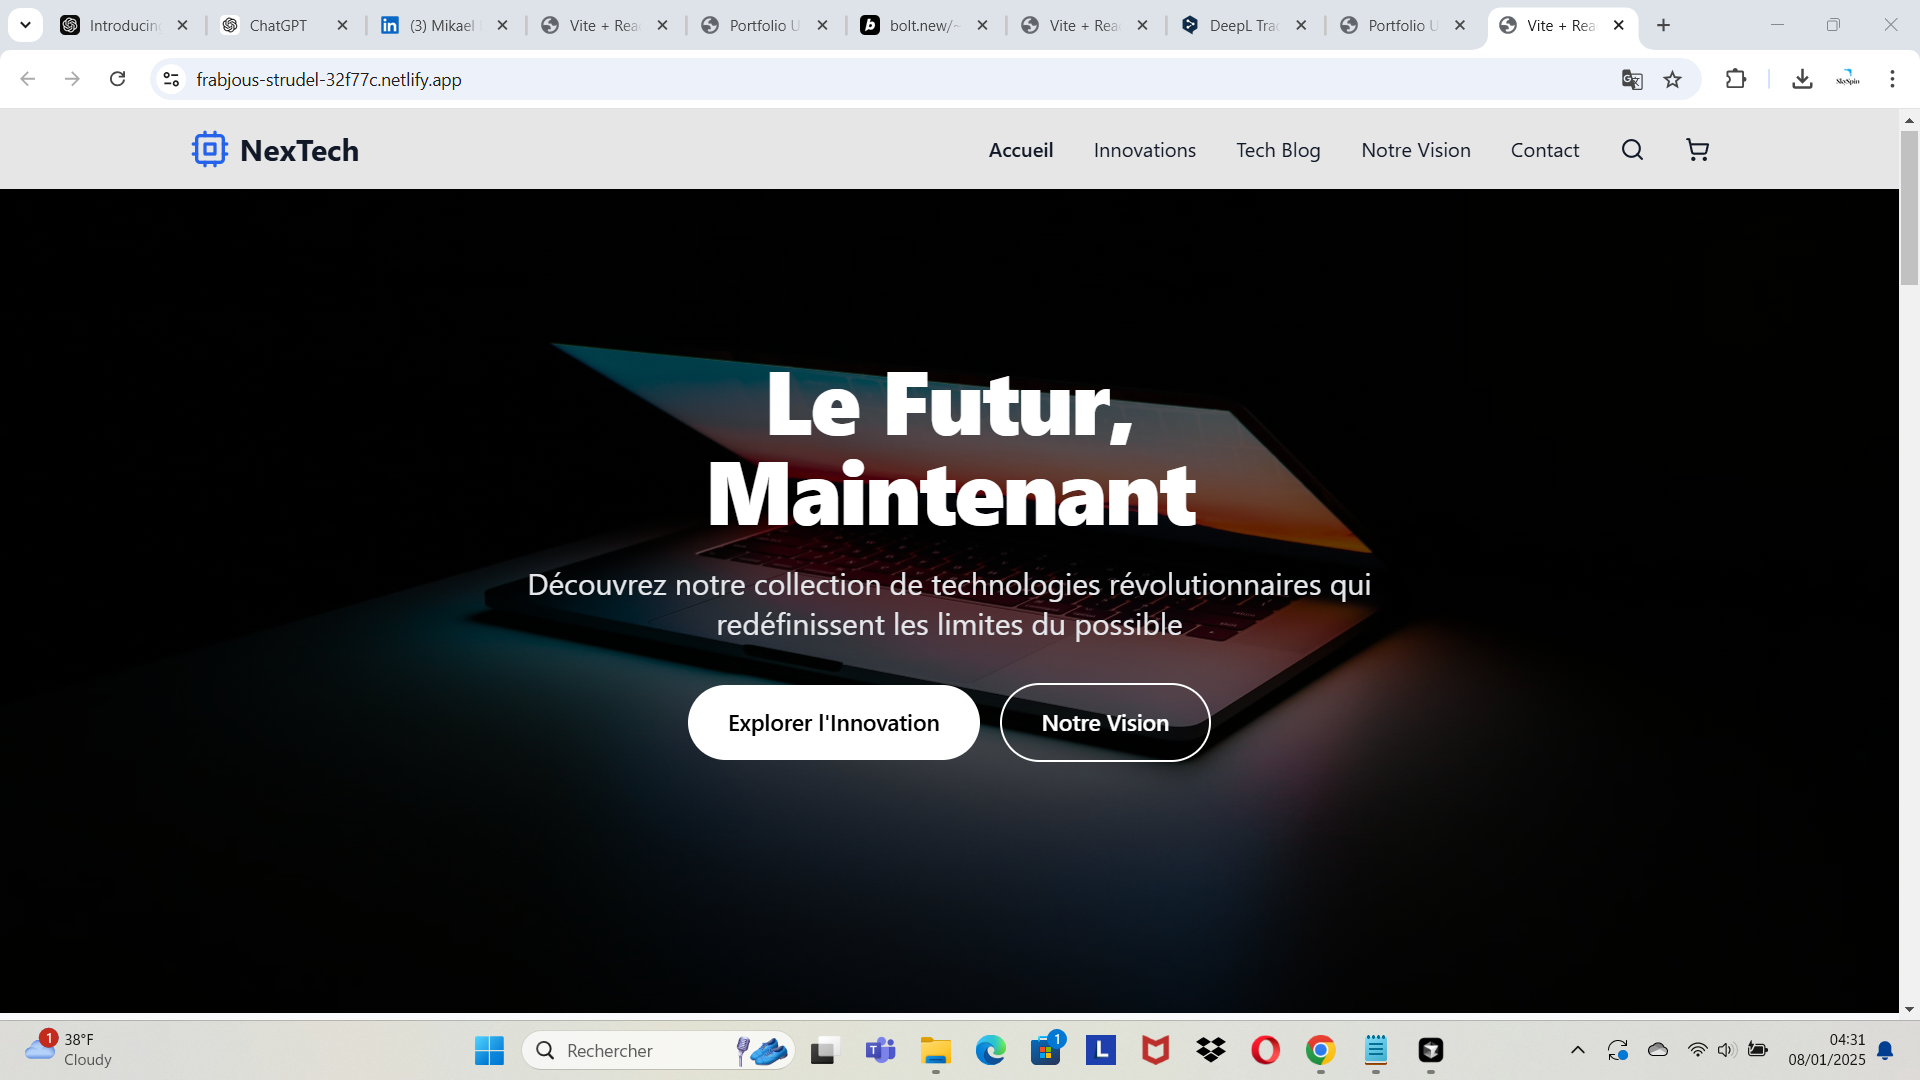 Introducin
ChatGPT
(3) Mikael
Vite + Rea
Portfolio U
bolt.new/~
Vite + Rea
DeepL Trac
Portfolio U
Vite + Rea
frabjous-strudel-32f77c.netlify.app
SkySpin
NexTech
Accueil
Innovations
Tech Blog
Notre Vision
Contact
Le Futur,
Maintenant
Découvrez notre collection de technologies révolutionnaires qui
redéfinissent les limites du possible
Explorer l'Innovation
Notre Vision
1
38°F
Cloudy
Rechercher
1
L
04:31
08/01/2025